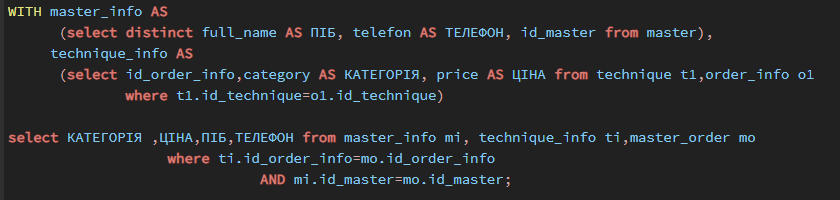 WITH master_info AS
(select distinct full_name AS ПІБ, telefon AS ТЕЛЕФОН, id_master from master),
technique_info AS
(select id_order_info,category AS КАТЕГОРІЯ, price AS ЦІНА from technique t1,order_info o1
where t1.id_technique=o1.id_technique)
select КАТЕГОРІЯ ,ЦІНА,ПІБ,ТЕЛЕФОН from master_info mi, technique_info ti,master_order mo
where ti.id_order_info=mo.id_order_info
AND mi.id_master=mo.id_master;